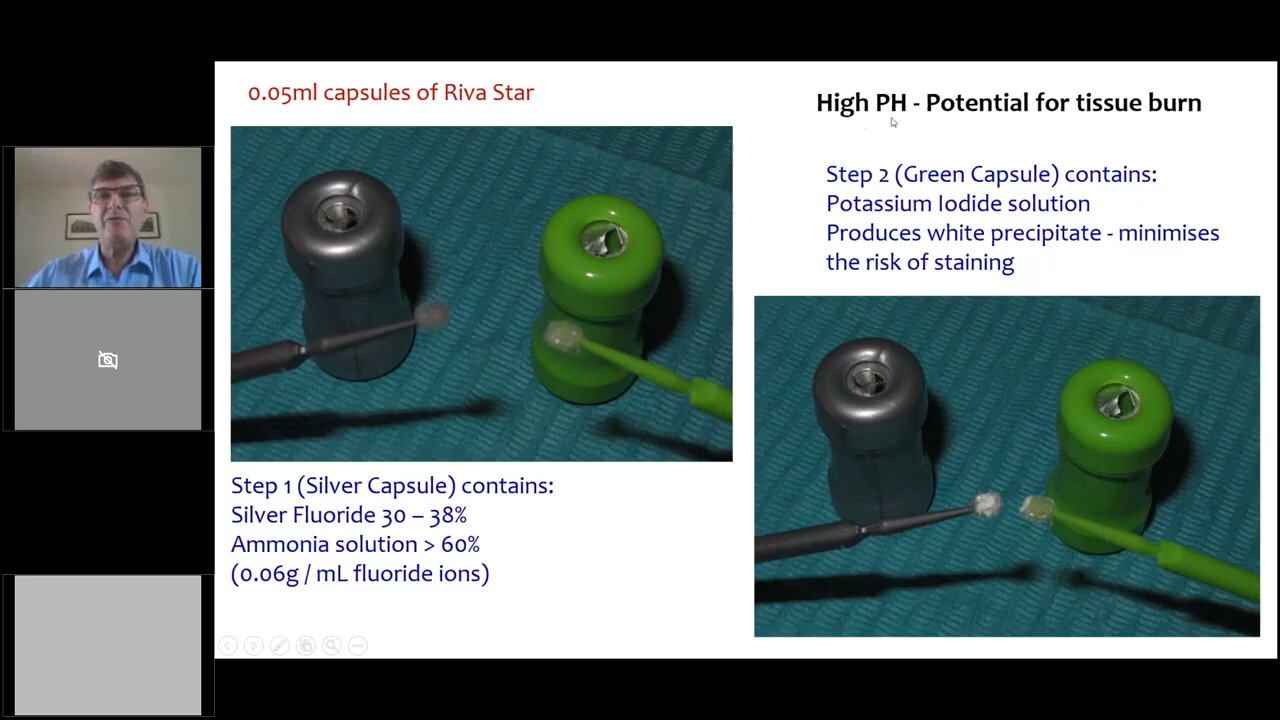 0.05ml capsules of Riva Star
High PH - Potential for tissue burn
Step 2 (Green Capsule) contains:
Potassium Iodide solution
Produces white precipitate - minimises
the risk of staining
Step 1 (Silver Capsule) contains:
Silver Fluoride 30 – 38%
Ammonia solution > 60%
(0.06g / mL fluoride ions)